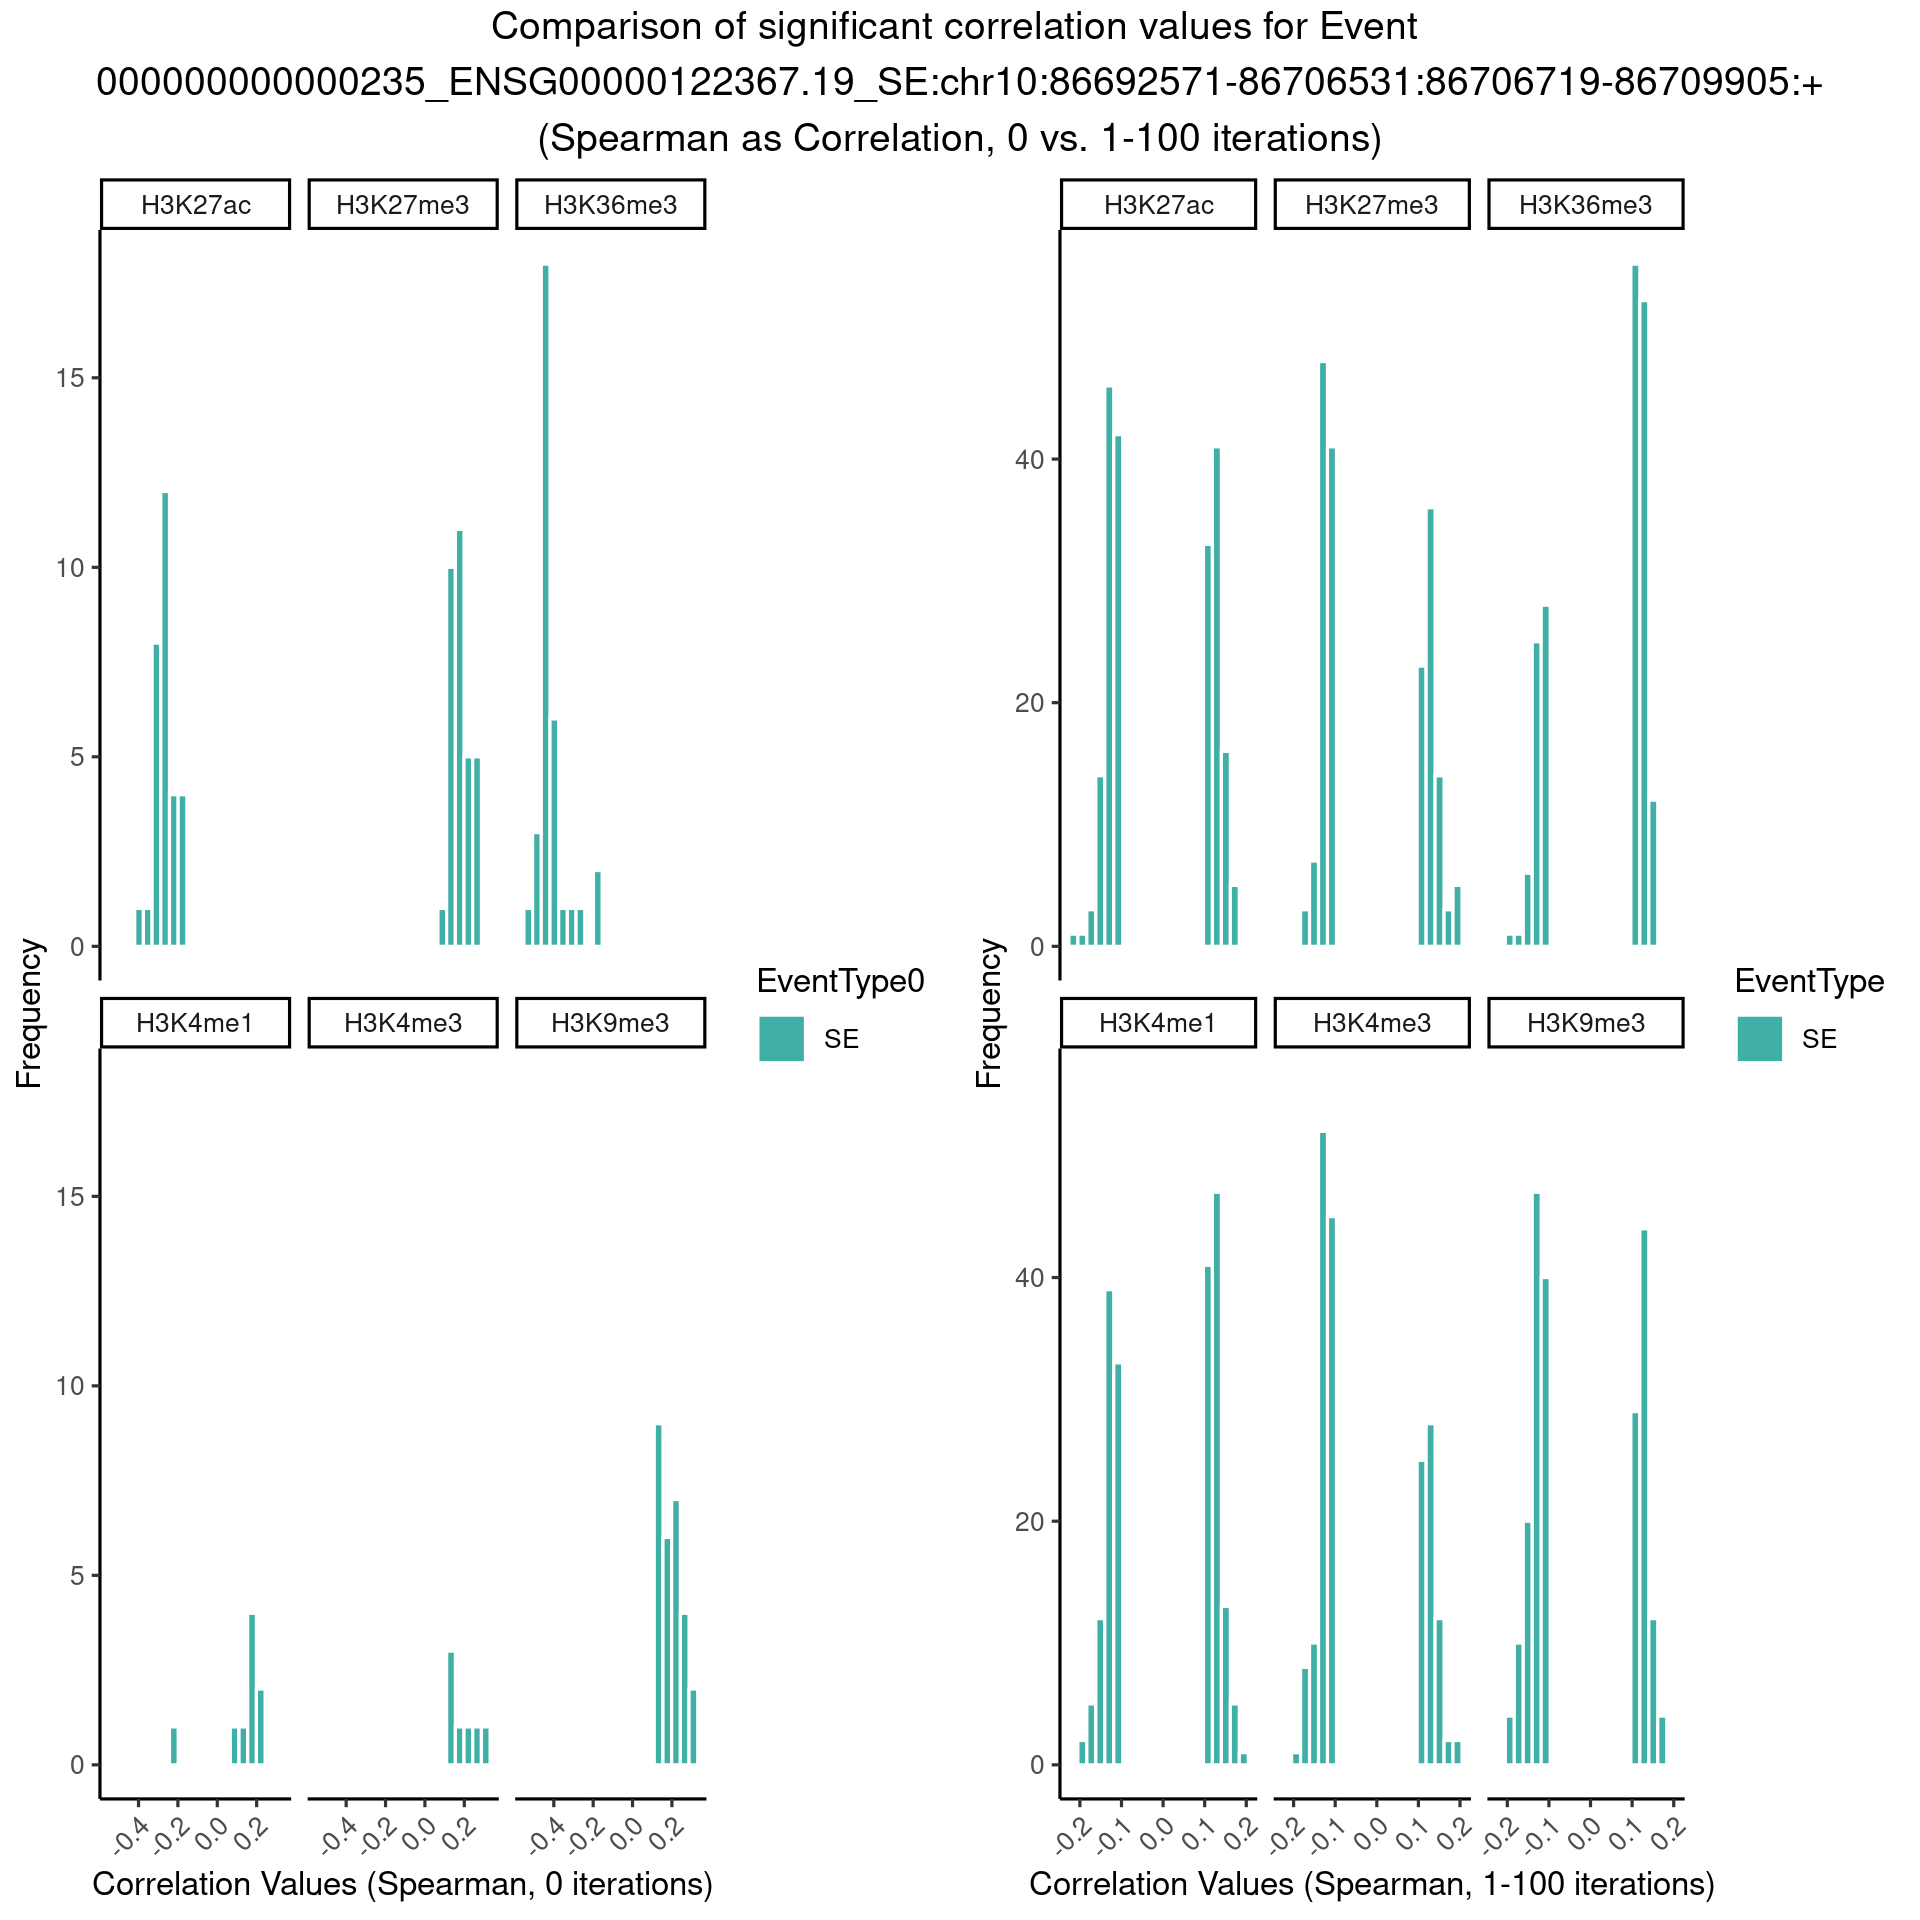 Comparison of significant correlation values for Event
000000000000235_ENSG00000122367.19_SE:chr10:86692571-86706531:86706719-86709905:+
(Spearman as Correlation, 0 vs. 1-100 iterations)
H3K27ac H3K27me3 H3K36me3
15
10
5
0
H3K4me1 H3K4me3 H3K9me3
15
10
5
0
-0.4 -0.2 0.0 0.2 -0.4 -0.2 0.0 0.2 -0.4 -0.2 0.0 0.2
Frequency
Correlation Values (Spearman, 0 iterations)
EventType0
SE
H3K27ac H3K27me3 H3K36me3
40
20
0
H3K4me1 H3K4me3 H3K9me3
40
20
0
-0.2 -0.1 0.0 0.1 0.2 -0.2 -0.1 0.0 0.1 0.2 -0.2 -0.1 0.0 0.1 0.2
Frequency
Correlation Values (Spearman, 1-100 iterations)
EventType
SE